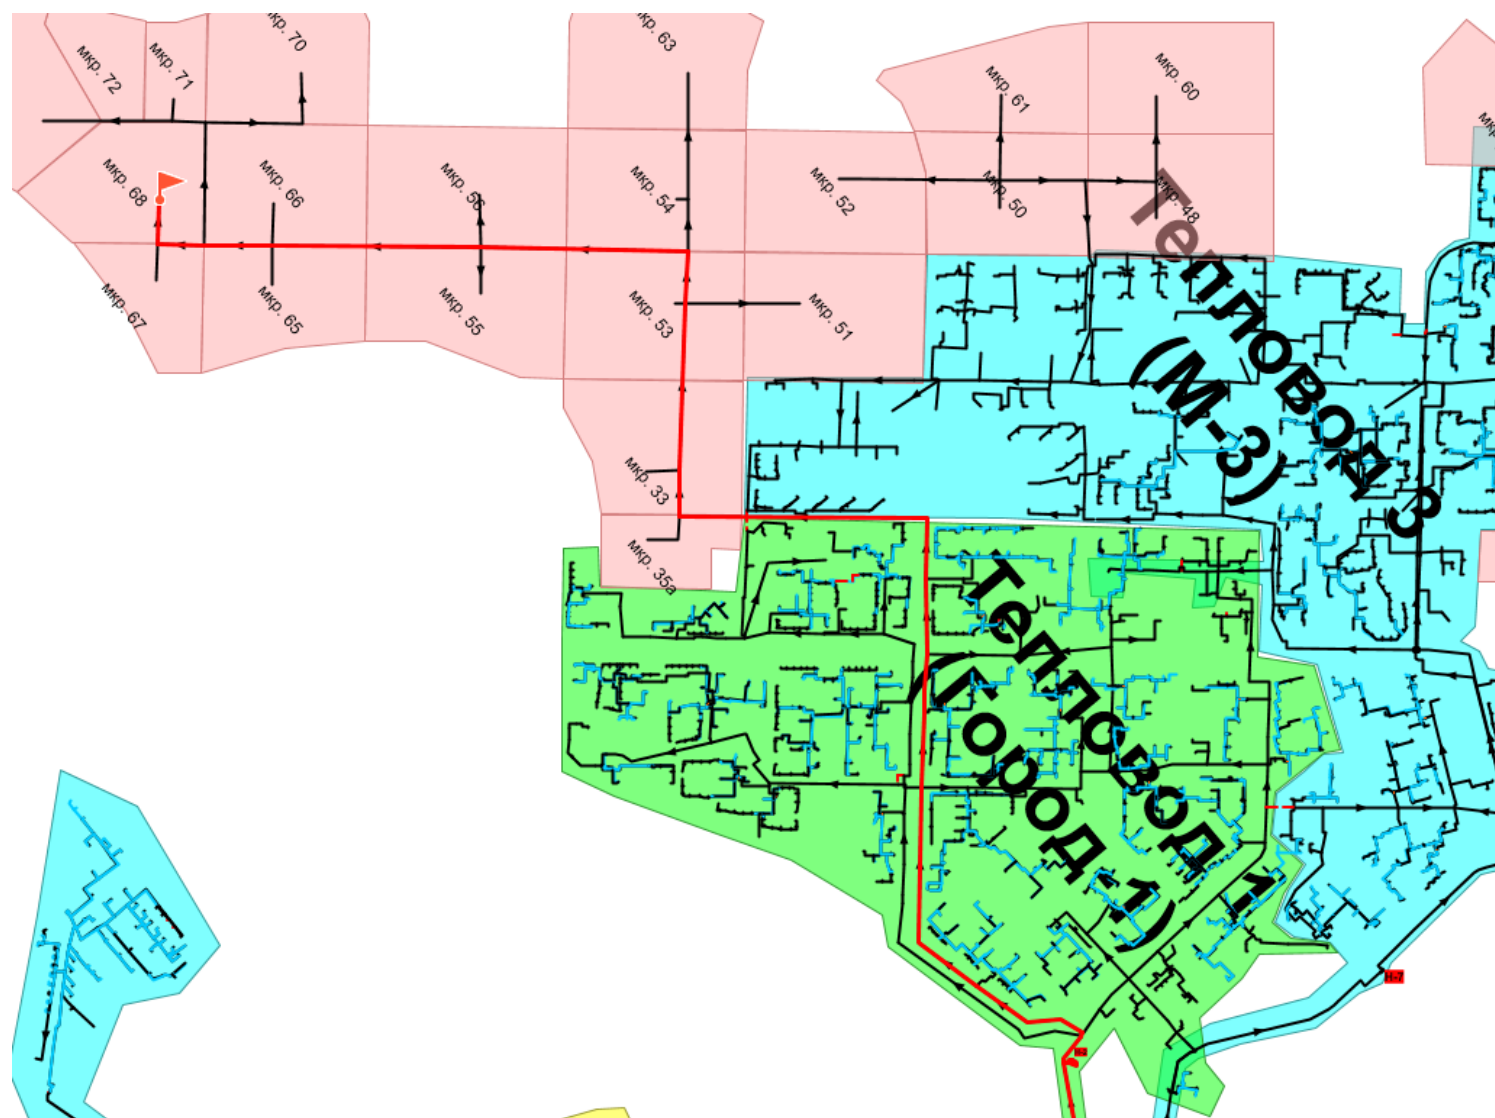 мкр. 70
мкр. 63
мкр. 72
мкр. 71
мкр. 61
мкр. 60
мкр. 68
мкр. 66
мкр. 56
мкр. 54
мкр. 52
мкр. 50
мкр. 48
мкр. 67
мкр. 65
мкр. 55
мкр. 53
мкр. 51
мкр. 33
мкр. 35а
Тепловод 3
(М-3)
Тепловод 1
(Город-1)
Н-7